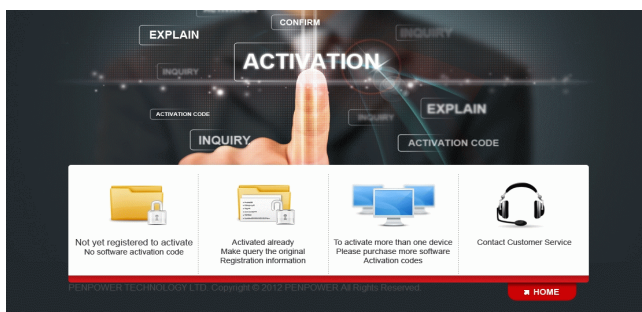 CONFIRM
EXPLAIN
INQUIRY
ACTIVATION
INQUIRY
ACTIVATION CODE
INQUIRY
EXPLAIN
INQUIRY
ACTIVATION CODE
Not yet registered to activate
No software activation code
Activated already
Make query the original
Registration information
To activate more than one device
Please purchase more software
Activation codes
Contact Customer Service
PENPOWER TECHNOLOGY LTD. Copyright © 2012 PENPOWER All Rights Reserved.
HOME